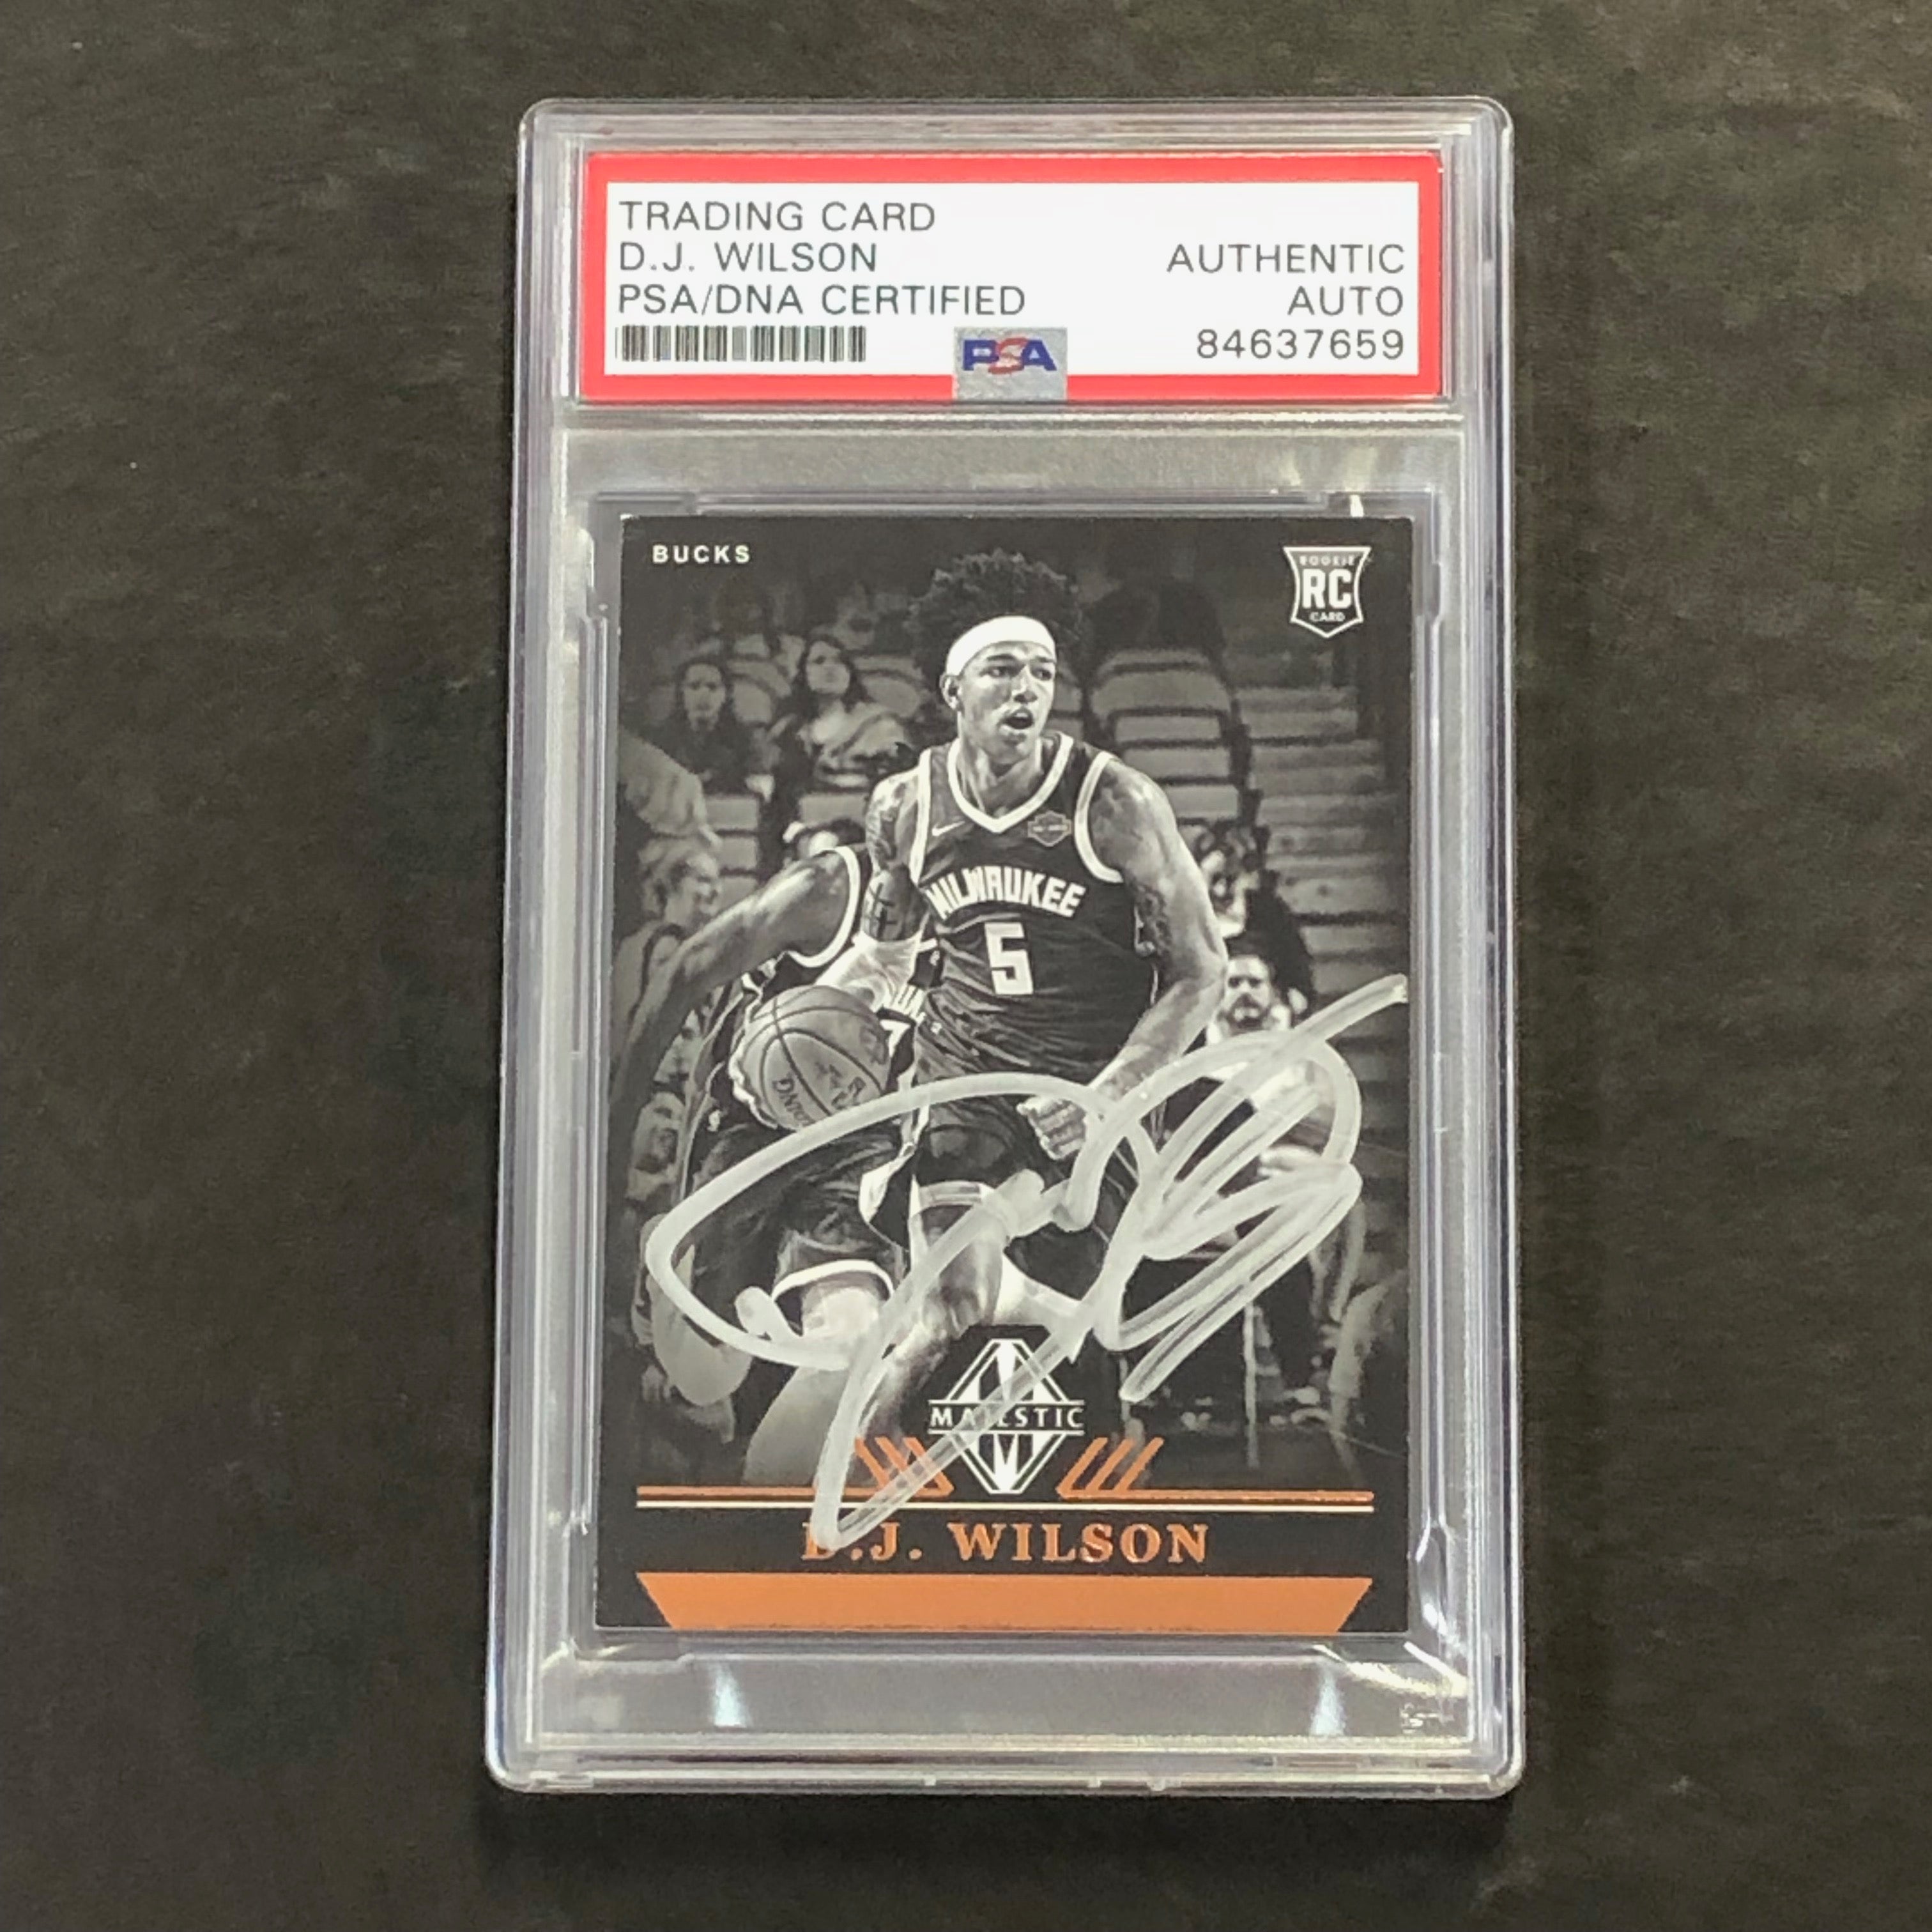 TRADING CARD
D.J. WILSON
PSA/DNA CERTIFIED
AUTHENTIC
AUTO
84637659
PSA
BUCKS
ROOKIE
RC
CARD
MILWAUKEE
5
MAJESTIC
D.J. WILSON